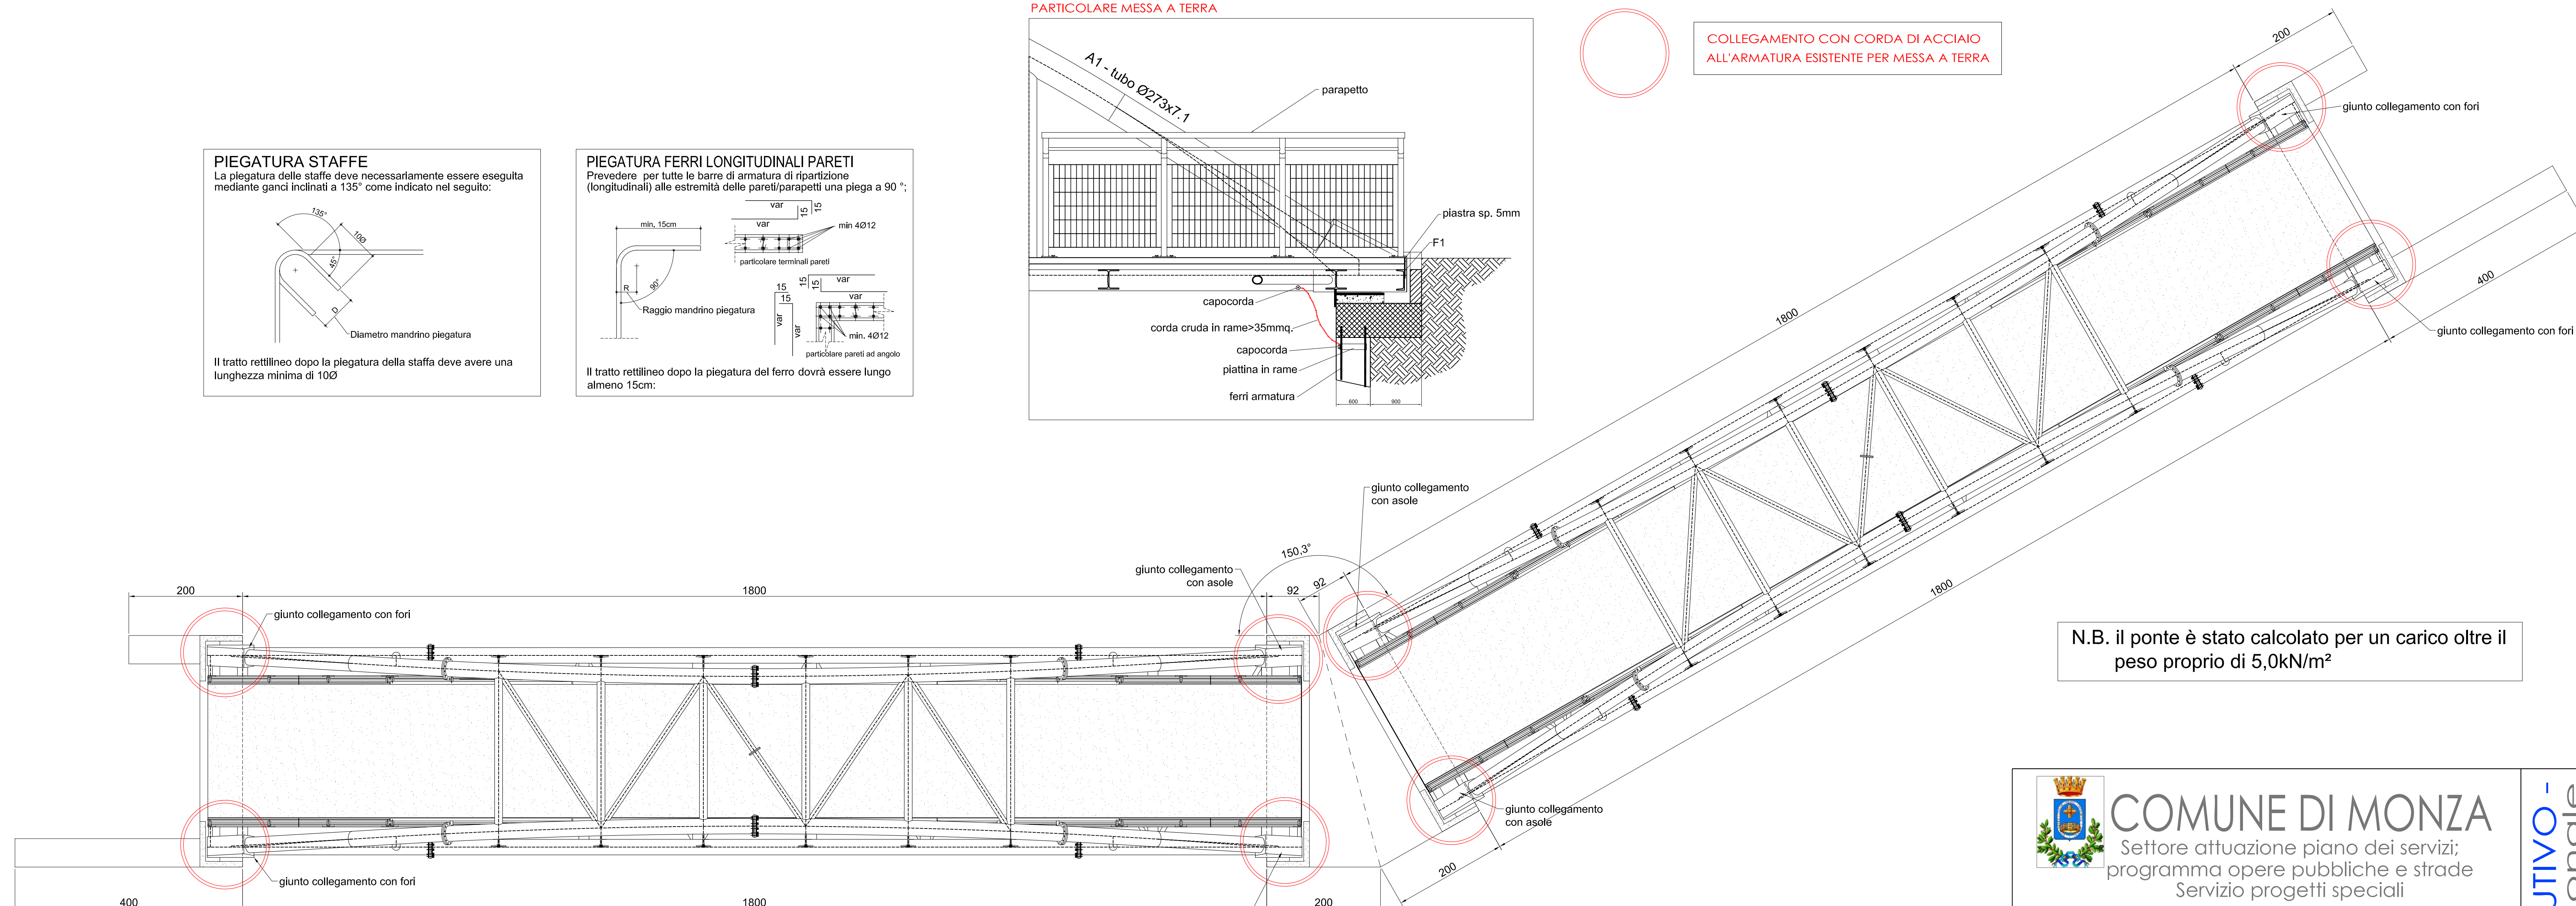 PARTICOLARE MESSA A TERRA
COLLEGAMENTO CON CORDA DI ACCIAIO
ALL'ARMATURA ESISTENTE PER MESSA A TERRA
PIEGATURA STAFFE
La piegatura delle staffe deve necessariamente essere eseguita
mediante ganci inclinati a 135° come indicato nel seguito:
135°
10Ø
45°
D
Diametro mandrino piegatura
Il tratto rettilineo dopo la piegatura della staffa deve avere una
lunghezza minima di 10Ø
PIEGATURA FERRI LONGITUDINALI PARETI
Prevedere per tutte le barre di armatura di ripartizione
(longitudinali) alle estremità delle pareti/parapetti una piega a 90 °;
min. 15cm
R
90°
Raggio mandrino piegatura
var
15
15
var
min 4Ø12
particolare terminali pareti
15
15
var
var
15
15
var
var
min. 4Ø12
particolare pareti ad angolo
Il tratto rettilineo dopo la piegatura del ferro dovrà essere lungo
almeno 15cm:
A1 - tubo Ø273x7.1
parapetto
piastra sp. 5mm
F1
capocorda
corda cruda in rame>35mmq.
capocorda
piattina in rame
ferri armatura
600
900
200
giunto collegamento con fori
400
giunto collegamento con fori
1800
1800
giunto collegamento
con asole
150,3°
92
giunto collegamento
con asole
92
200
1800
giunto collegamento con fori
giunto collegamento
con asole
200
giunto collegamento con fori
400
1800
200
N.B. il ponte è stato calcolato per un carico oltre il
peso proprio di 5,0kN/m²
COMUNE DI MONZA
Settore attuazione piano dei servizi;
programma opere pubbliche e strade
Servizio progetti speciali
UTIVO -